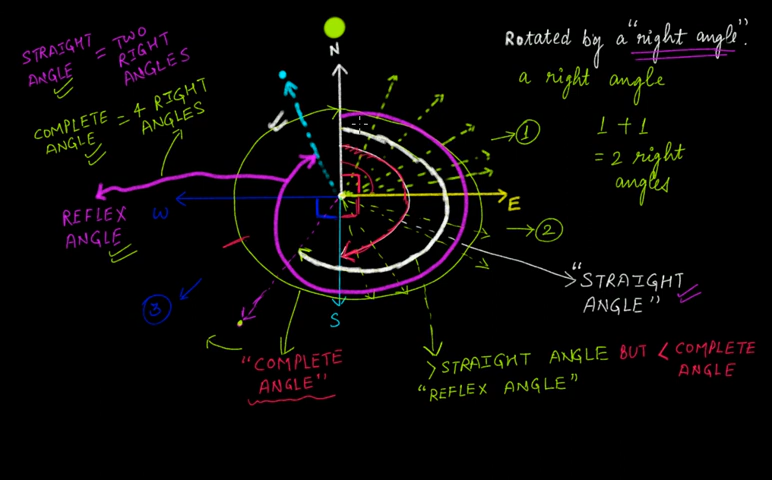 STRAIGHT
ANGLE = TWO
RIGHT
ANGLES
COMPLETE
ANGLE = 4 RIGHT
ANGLES
REFLEX
ANGLE
N
W
E
S
1
2
3
Rotated by a "right angle".
a right angle
1 + 1
= 2 right
angles
"STRAIGHT
ANGLE"
"COMPLETE
ANGLE"
> STRAIGHT ANGLE BUT < COMPLETE
ANGLE
"REFLEX ANGLE"